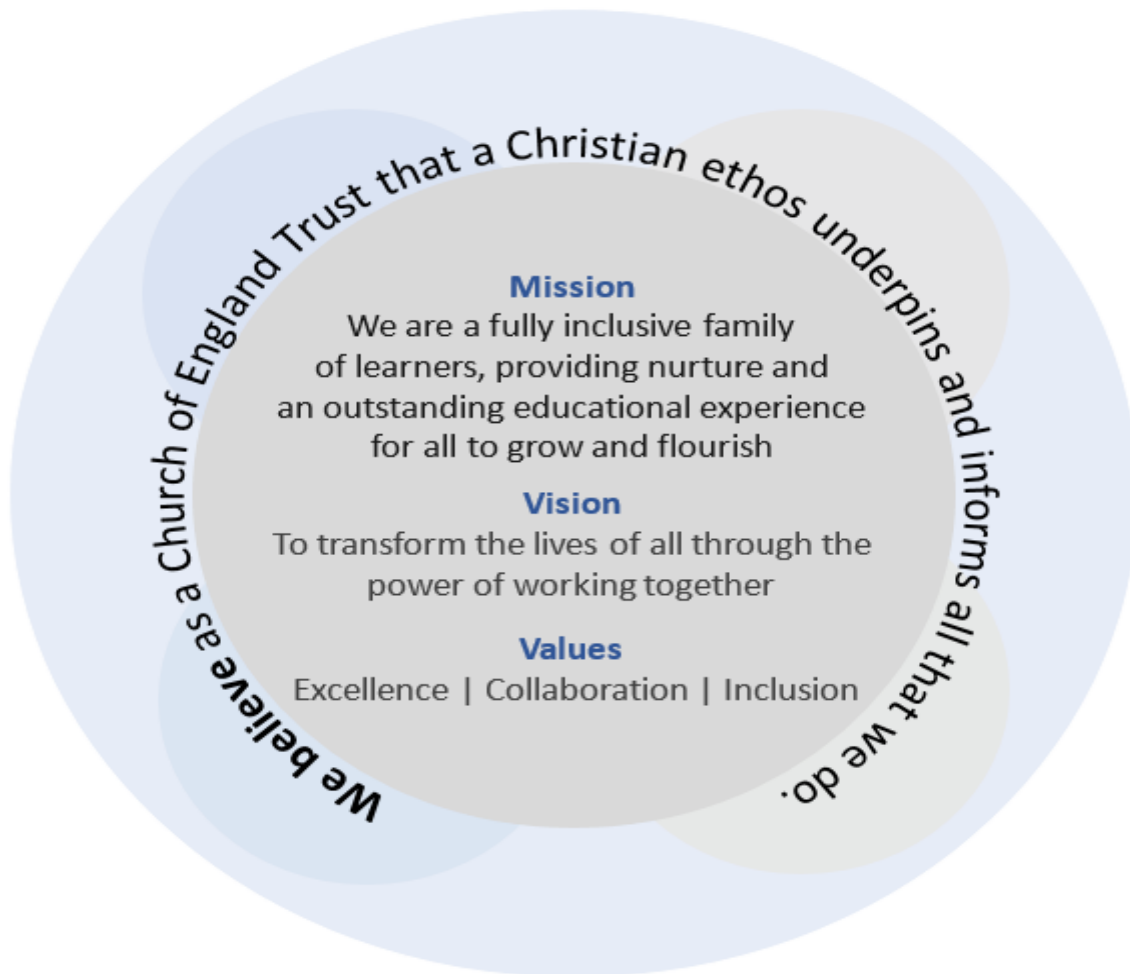 We believe as a Church of England Trust that a Christian ethos underpins and informs all that we do.
Mission
We are a fully inclusive family
of learners, providing nurture and
an outstanding educational experience
for all to grow and flourish
Vision
To transform the lives of all through the
power of working together
Values
Excellence | Collaboration | Inclusion